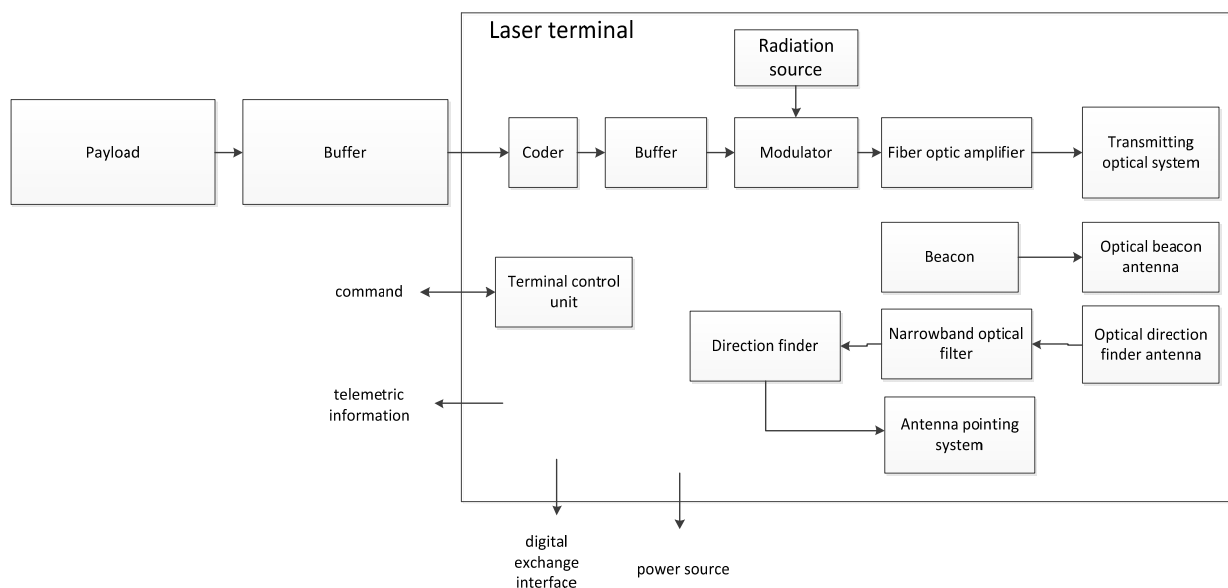 Laser terminal
Radiation
source
Payload
Buffer
Coder
Buffer
Modulator
Fiber optic amplifier
Transmitting
optical system
Beacon
Optical beacon
antenna
command
Terminal control
unit
Direction finder
Narrowband optical
filter
Optical direction
finder antenna
telemetric
information
Antenna pointing
system
digital
exchange
interface
power source